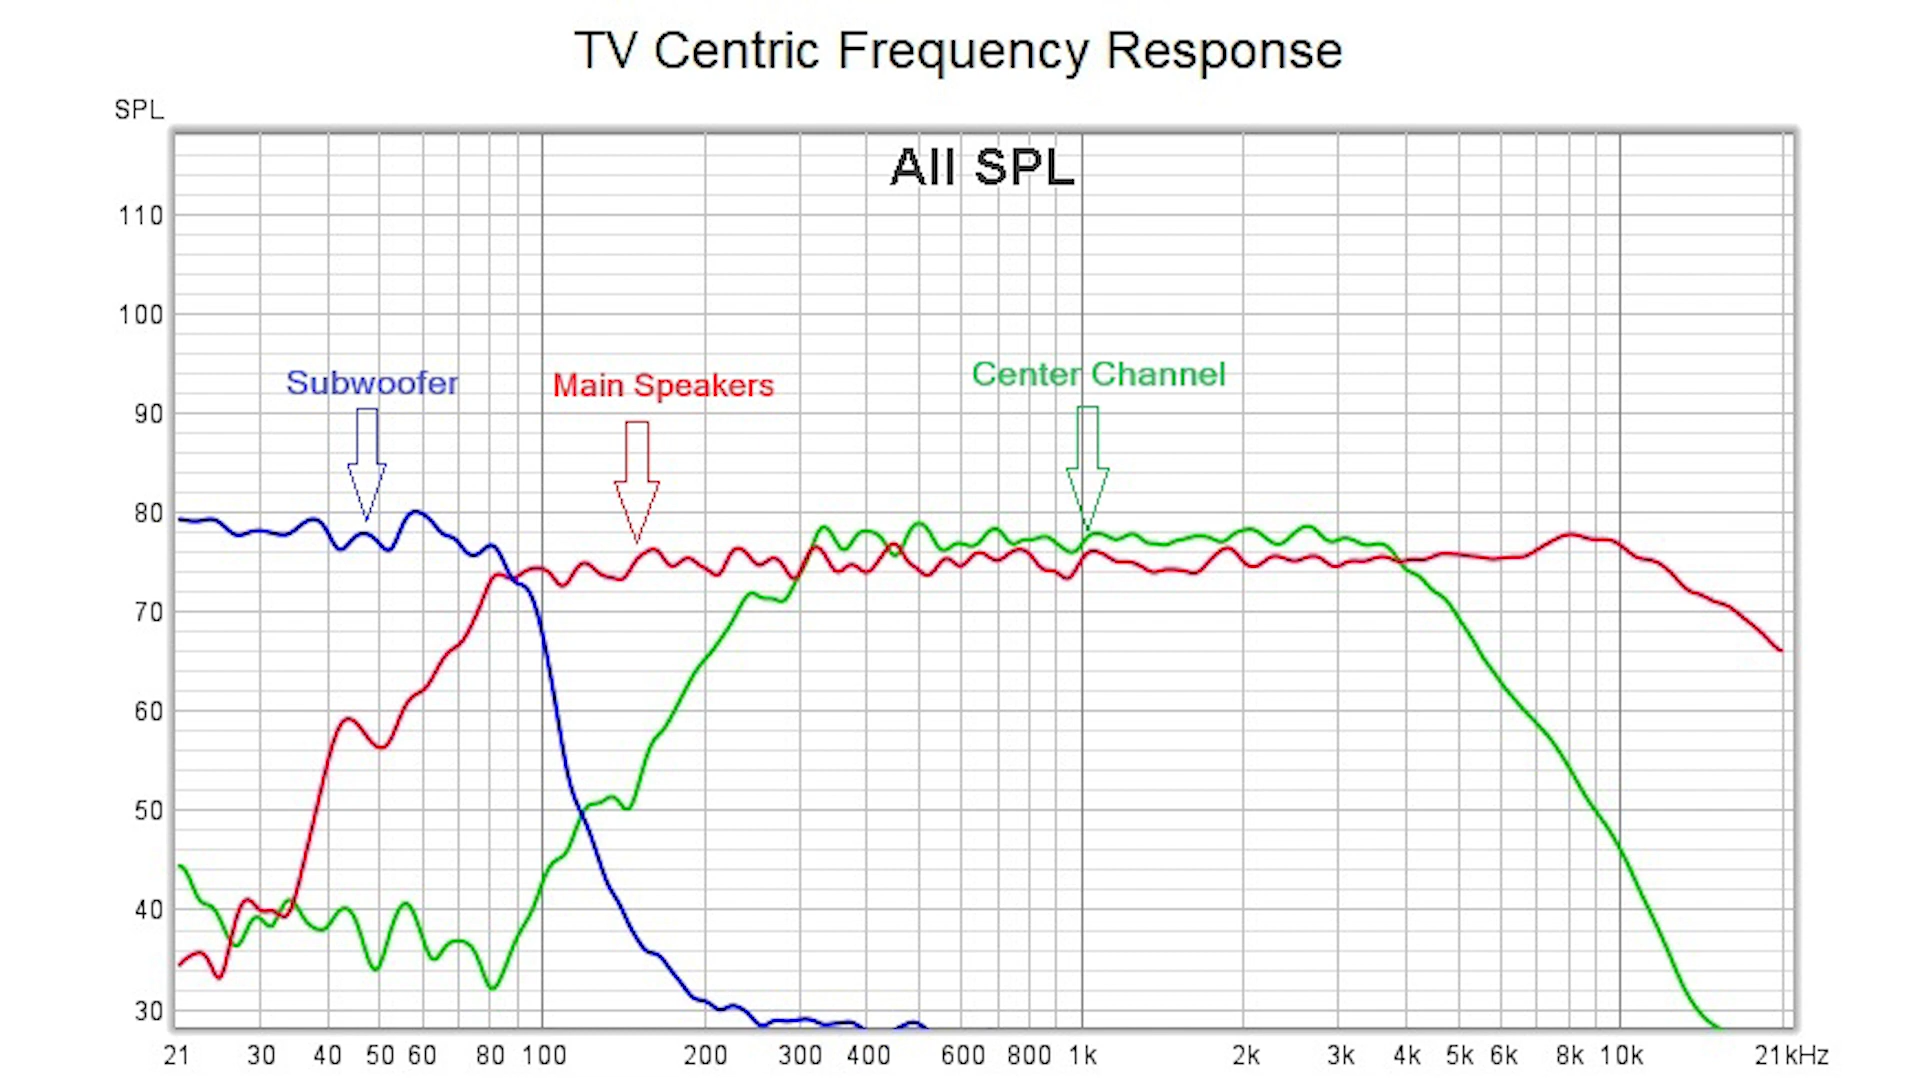 TV Centric Frequency Response
SPL
All SPL
110
100
Subwoofer
Main Speakers
Center Channel
90
80
70
60
50
40
30
21 30 40 50 60 80 100 200 300 400 600 800 1k 2k 3k 4k 5k 6k 8k 10k 21kHz